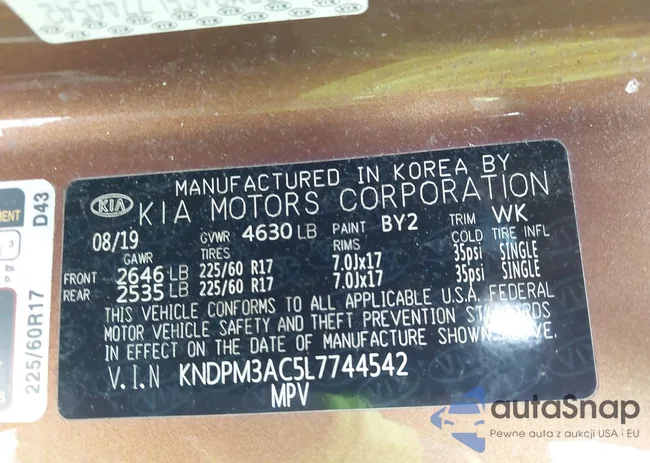 MANUFACTURED IN KOREA BY
KIA KIA MOTORS CORPORATION
08/19 GVWR 4630 LB PAINT BY2 TRIM WK
GAWR TIRES RIMS COLD TIRE INFL
FRONT 2646 LB 225/60 R17 7.0Jx17 35psi SINGLE
REAR 2535 LB 225/60 R17 7.0Jx17 35psi SINGLE
THIS VEHICLE CONFORMS TO ALL APPLICABLE U.S.A. FEDERAL
MOTOR VEHICLE SAFETY AND THEFT PREVENTION STANDARDS
IN EFFECT ON THE DATE OF MANUFACTURE SHOWN ABOVE.
V.I.N KNDPM3AC5L7744542
MPV
D43
3
225/60R17
autaSnap
Pewne auta z aukcji USA i EU